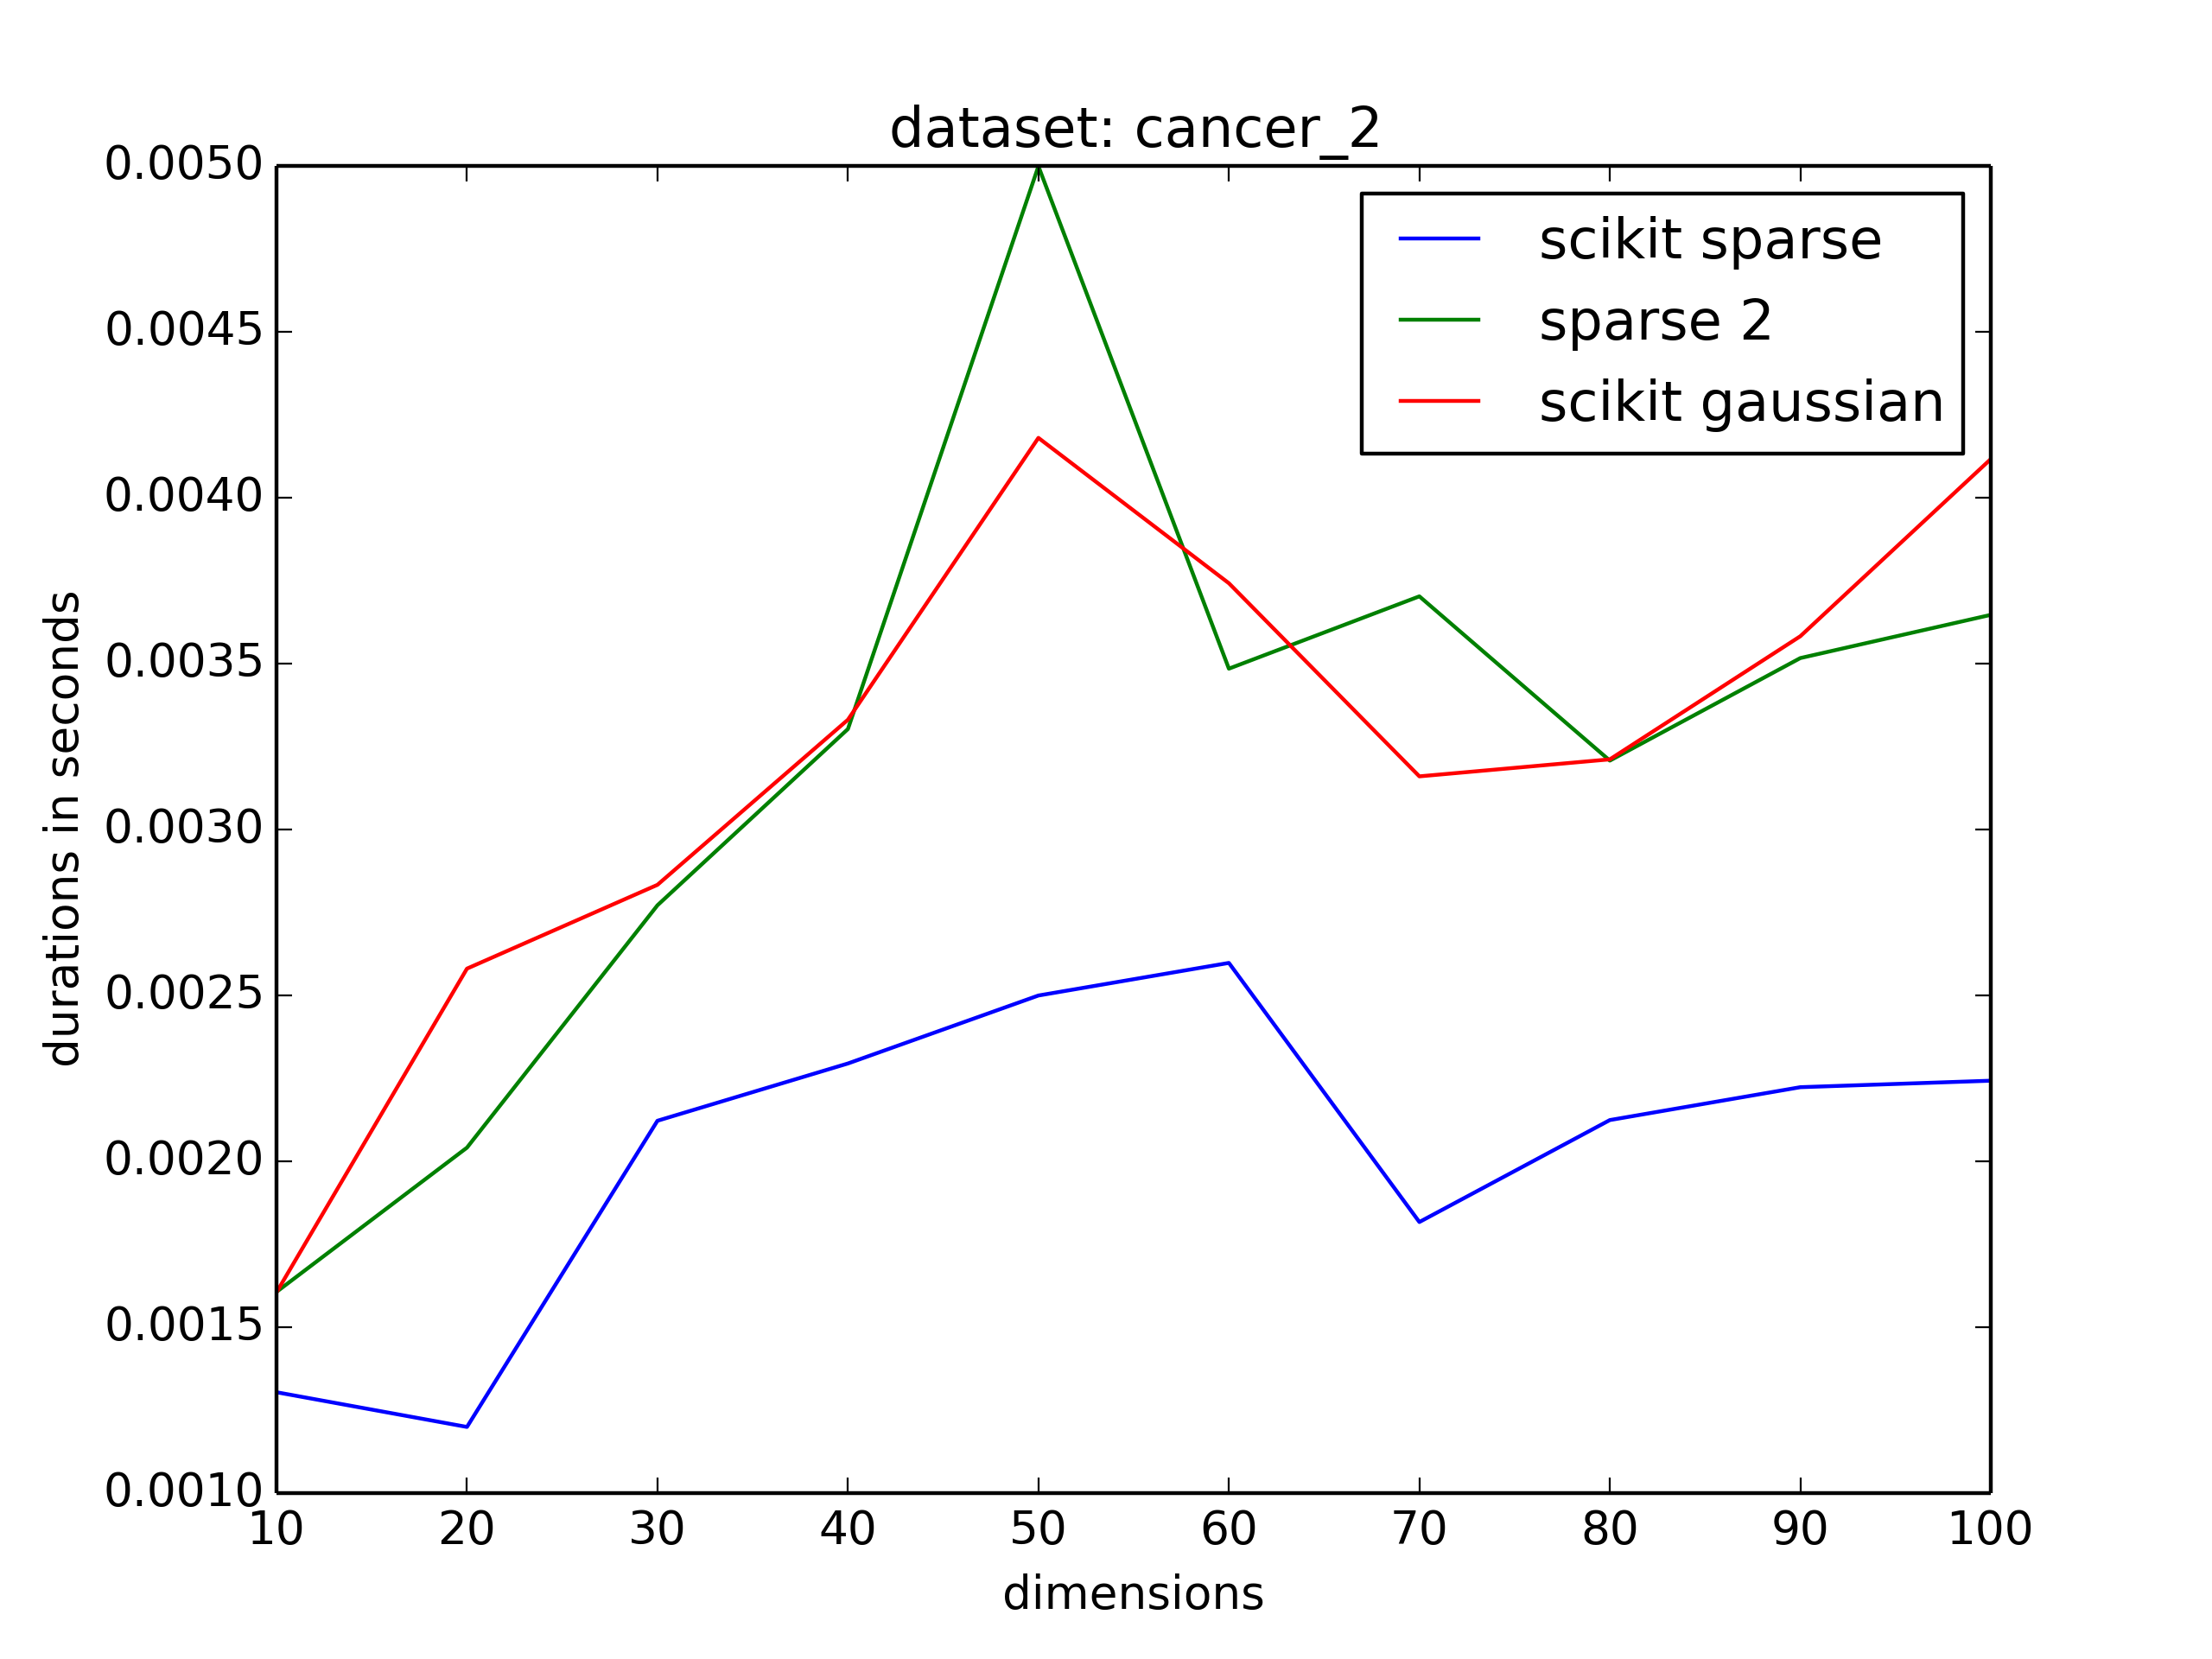 dataset: cancer_2
0.0050
0.0045
0.0040
0.0035
0.0030
0.0025
0.0020
0.0015
0.0010
durations in seconds
scikit sparse
sparse 2
scikit gaussian
10 20 30 40 50 60 70 80 90 100
dimensions